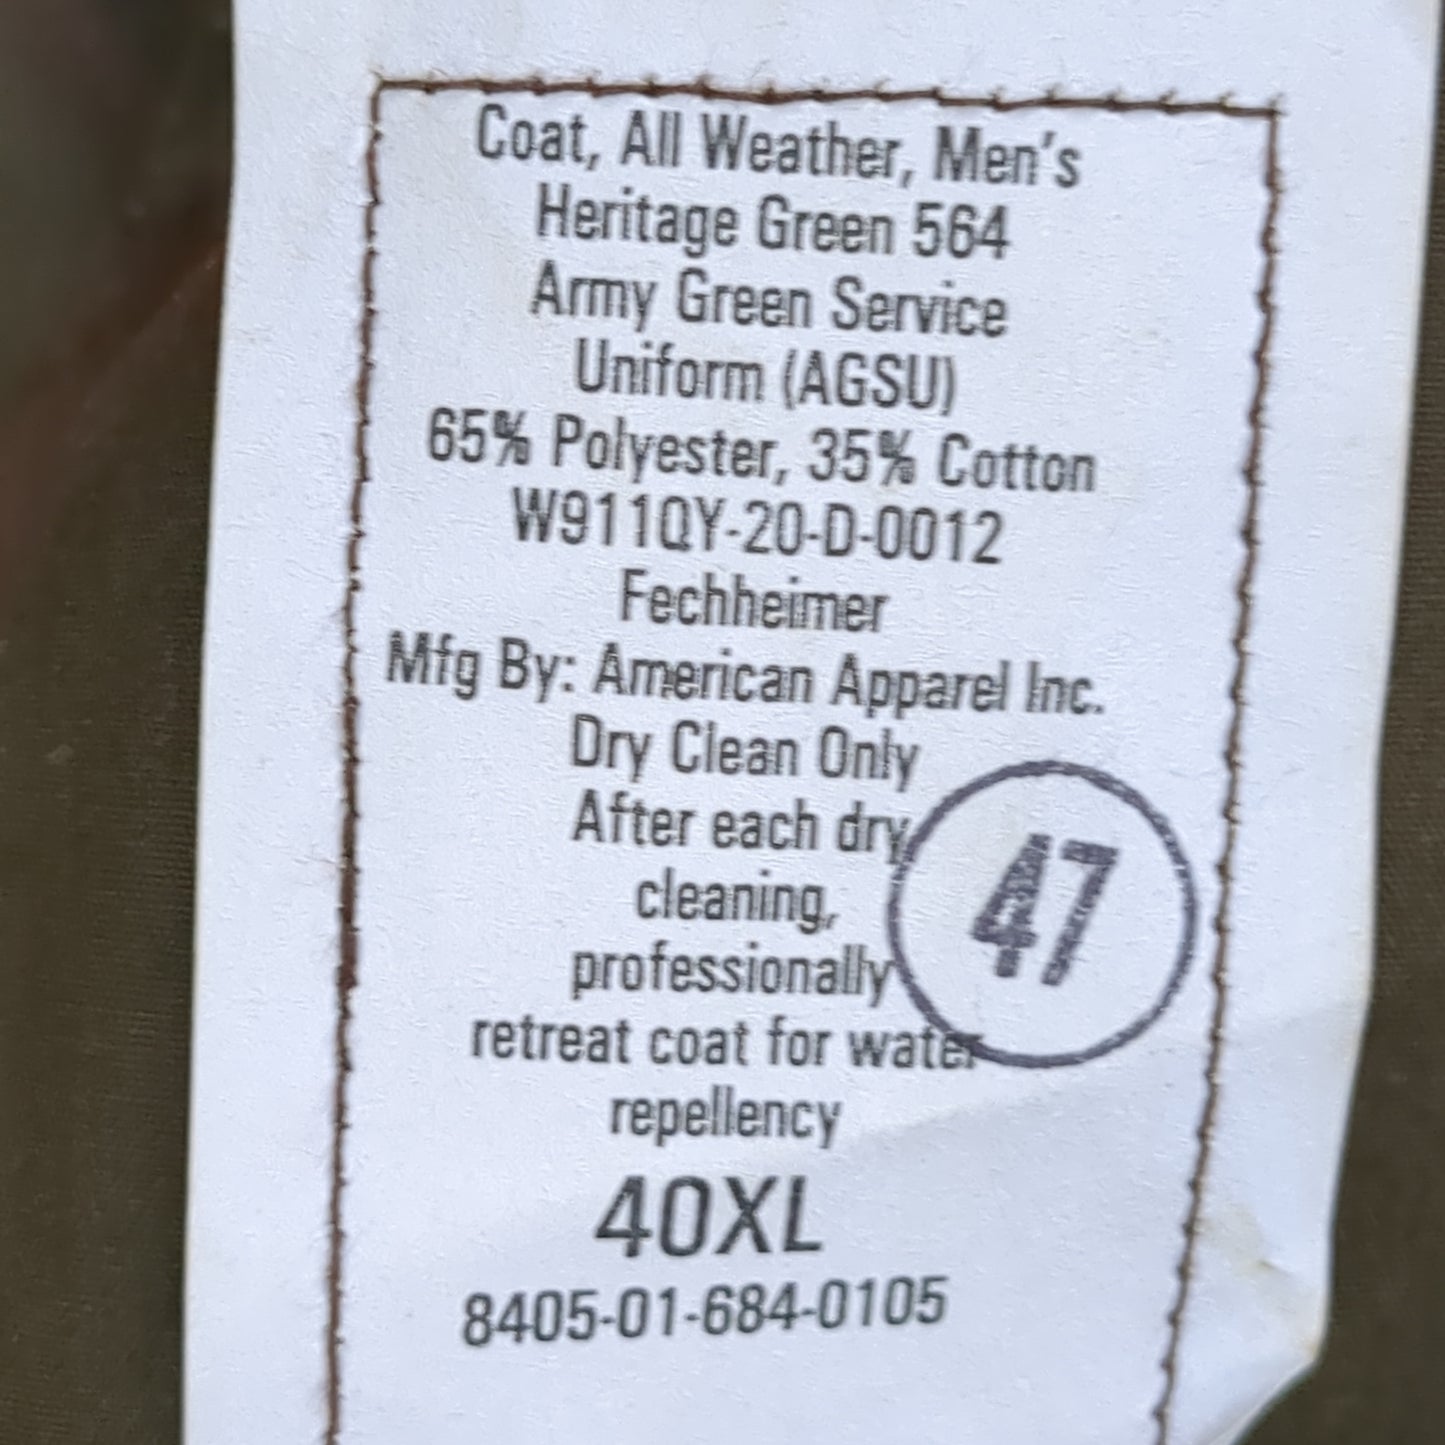 Coat, All Weather, Men's
Heritage Green 564
Army Green Service
Uniform (AGSU)
65% Polyester, 35% Cotton
W911QY-20-D-0012
Fechheimer
Mfg By: American Apparel Inc.
Dry Clean Only
After each dry
cleaning,
professionally
retreat coat for water
repellency
47
40XL
8405-01-684-0105